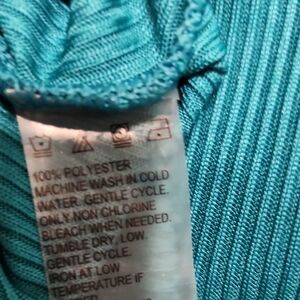 100% POLYESTER
MACHINE WASH IN COLD
WATER. GENTLE CYCLE.
ONLY NON CHLORINE
BLEACH WHEN NEEDED.
TUMBLE DRY, LOW.
GENTLE CYCLE.
IRON AT LOW
TEMPERATURE IF